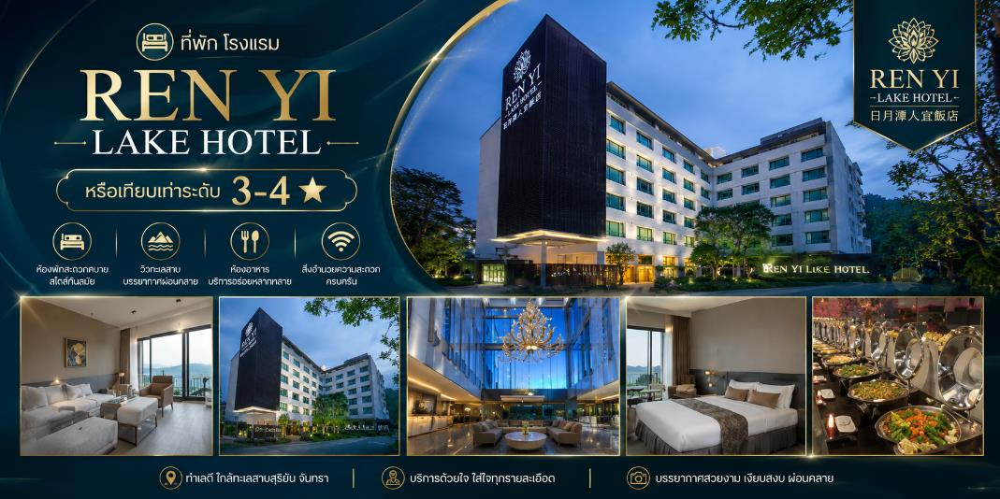 ที่พัก โรงแรม
REN YI
LAKE HOTEL
หรือเทียบเท่าระดับ 3-4
ห้องพักสะดวกสบาย
สไตล์ทันสมัย
วิวทะเลสาบ
บรรยากาศผ่อนคลาย
ห้องอาหาร
บริการอร่อยหลากหลาย
สิ่งอำนวยความสะดวก
ครบครัน
REN YI
LAKE HOTEL
日月潭人宜飯店
REN YI LAKE HOTEL
REN YI
-LAKE HOTEL-
日月潭人宜飯店
REN YI
ทำเลดี ใกล้ทะเลสาบสุริยัน จันทรา
บริการด้วยใจ ใส่ใจทุกรายละเอียด
บรรยากาศสวยงาม เงียบสงบ ผ่อนคลาย